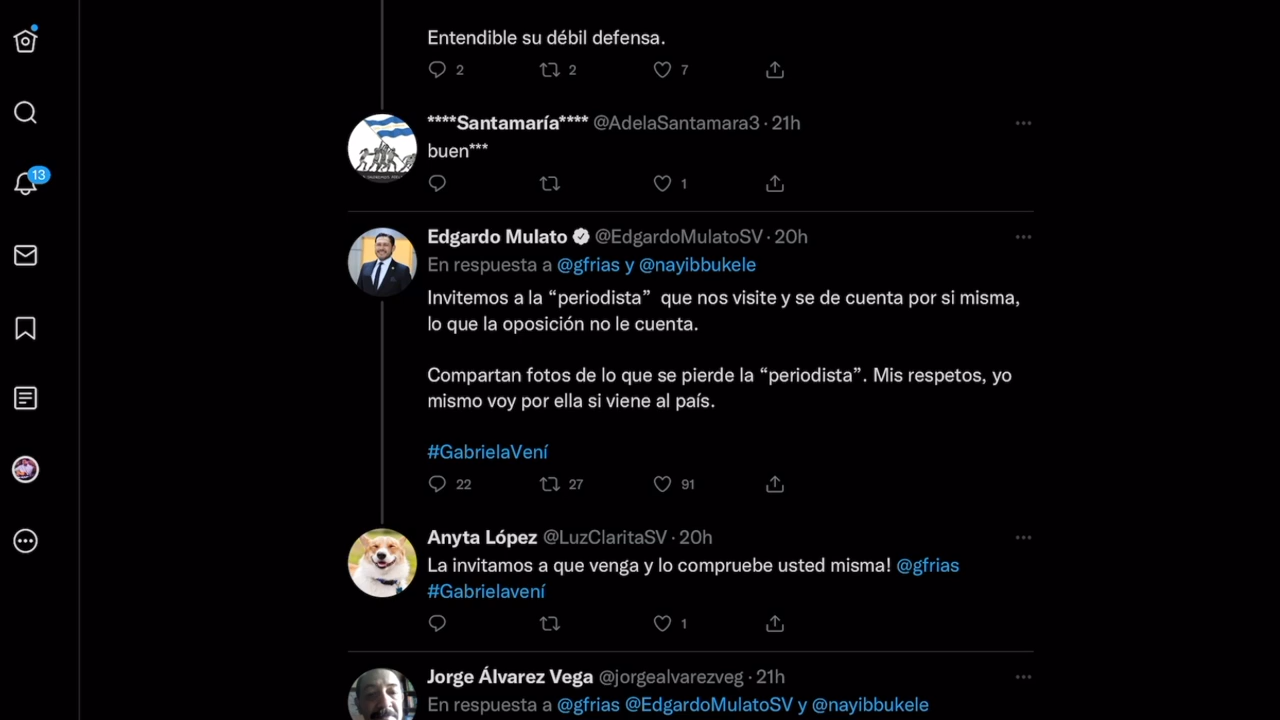 Entendible su débil defensa.
2 2 7
****Santamaría**** @AdelaSantamara3 · 21h
buen***
1
13
Edgardo Mulato @EdgardoMulatoSV · 20h
En respuesta a @gfrias y @nayibbukele
Invitemos a la “periodista” que nos visite y se de cuenta por si misma,
lo que la oposición no le cuenta.
Compartan fotos de lo que se pierde la “periodista”. Mis respetos, yo
mismo voy por ella si viene al país.
#GabrielaVení
22 27 91
Anyta López @LuzClaritaSV · 20h
La invitamos a que venga y lo compruebe usted misma! @gfrias
#Gabrielavení
1
Jorge Álvarez Vega @jorgealvarezveg · 21h
En respuesta a @gfrias @EdgardoMulatoSV y @nayibbukele